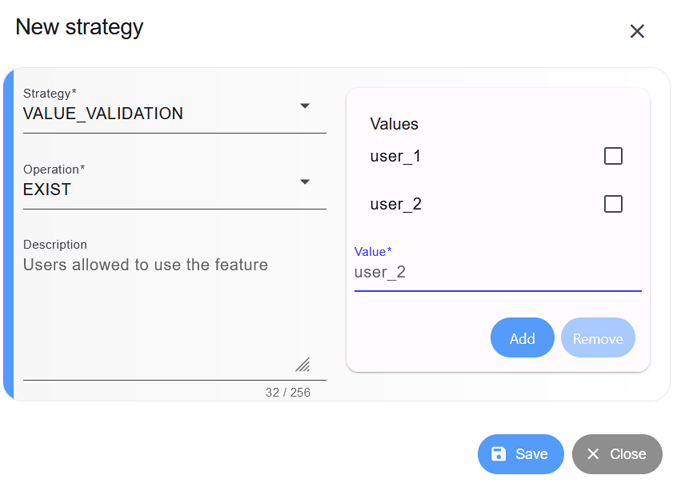 New strategy
Strategy*
VALUE_VALIDATION
Operation*
EXIST
Description
Users allowed to use the feature
32 / 256
Values
user_1
user_2
Value*
user_2
Add
Remove
Save
Close